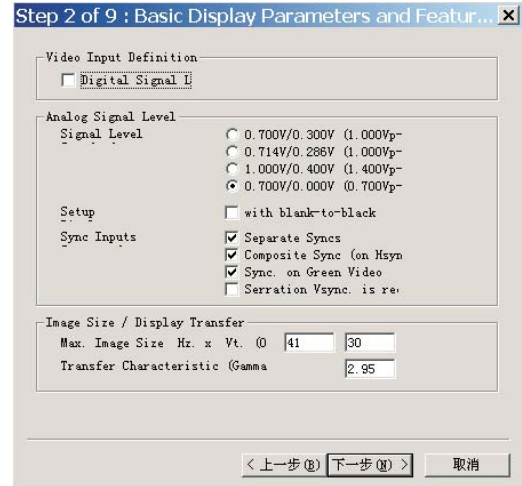 Step 2 of 9 : Basic Display Parameters and Featur...
Video Input Definition
Digital Signal L
Analog Signal Level
Signal Level
0.700V/0.300V (1.000Vp-
0.714V/0.286V (1.000Vp-
1.000V/0.400V (1.400Vp-
0.700V/0.000V (0.700Vp-
Setup
with blank-to-black
Sync Inputs
Separate Syncs
Composite Sync (on Hsyn
Sync. on Green Video
Serration Vsync. is re
Image Size / Display Transfer
Max. Image Size Hz. x Vt. (0 41 30
Transfer Characteristic (Gamma 2.95
< 上一步(B) 下一步(N) > 取消